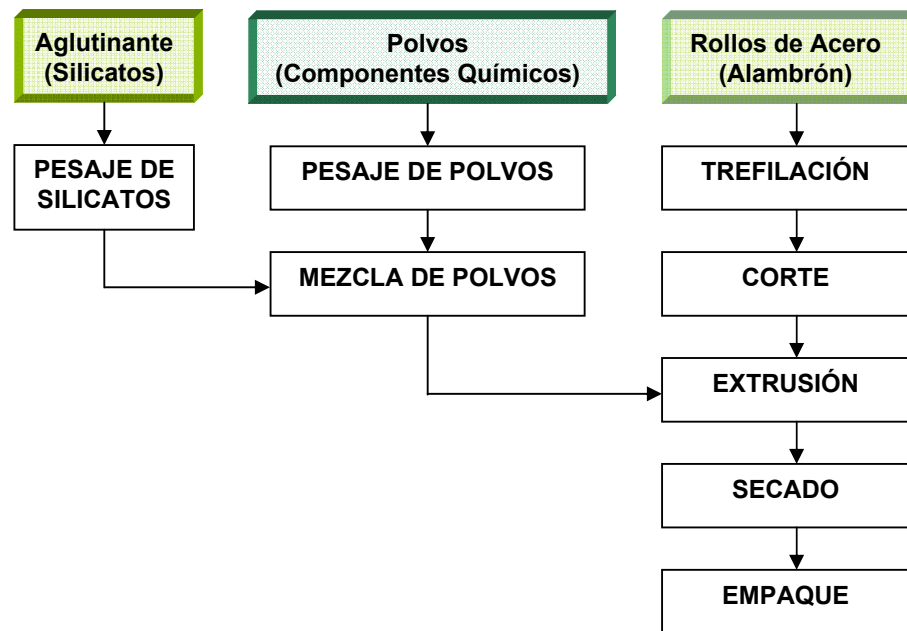 Aglutinante
(Silicatos)
Polvos
(Componentes Químicos)
Rollos de Acero
(Alambrón)
PESAJE DE
SILICATOS
PESAJE DE POLVOS
TREFILACIÓN
MEZCLA DE POLVOS
CORTE
EXTRUSIÓN
SECADO
EMPAQUE